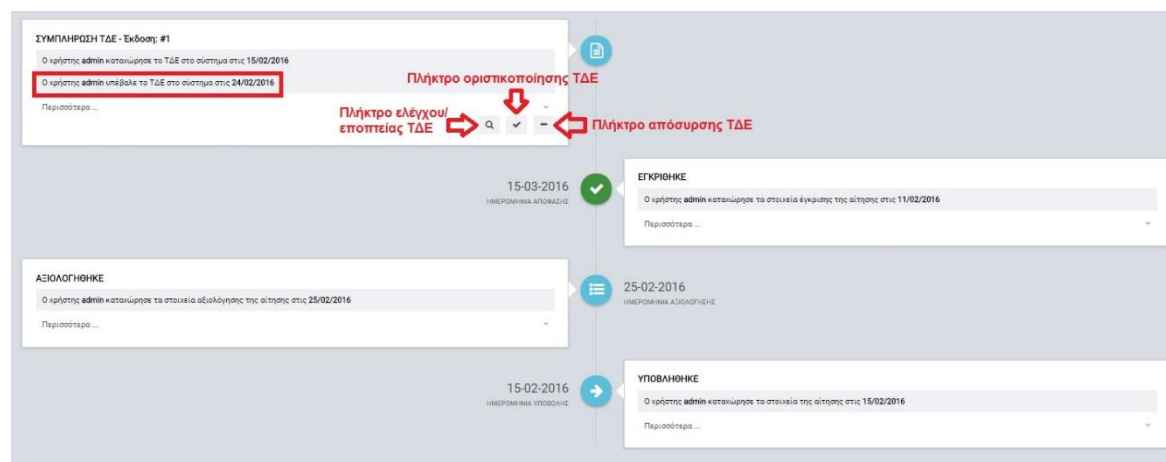 ΣΥΜΠΛΗΡΩΣΗ ΤΔΕ - Έκδοση: #1
Ο χρήστης admin καταχώρησε το ΤΔΕ στο σύστημα στις 15/02/2016
Ο χρήστης admin υπέβαλε το ΤΔΕ στο σύστημα στις 24/02/2016
Πλήκτρο οριστικοποίησης ΤΔΕ
Περισσότερα ...
Πλήκτρο ελέγχου/
εποπτείας ΤΔΕ
Πλήκτρο απόσυρσης ΤΔΕ
15-03-2016
ΗΜΕΡΟΜΗΝΙΑ ΑΠΟΦΑΣΗΣ
ΕΓΚΡΙΘΗΚΕ
Ο χρήστης admin καταχώρησε τα στοιχεία έγκρισης της αίτησης στις 11/02/2016
Περισσότερα ...
ΑΞΙΟΛΟΓΗΘΗΚΕ
Ο χρήστης admin καταχώρησε τα στοιχεία αξιολόγησης της αίτησης στις 25/02/2016
Περισσότερα ...
25-02-2016
ΗΜΕΡΟΜΗΝΙΑ ΑΞΙΟΛΟΓΗΣΗΣ
15-02-2016
ΗΜΕΡΟΜΗΝΙΑ ΥΠΟΒΟΛΗΣ
ΥΠΟΒΛΗΘΗΚΕ
Ο χρήστης admin καταχώρησε τα στοιχεία της αίτησης στις 15/02/2016
Περισσότερα ...